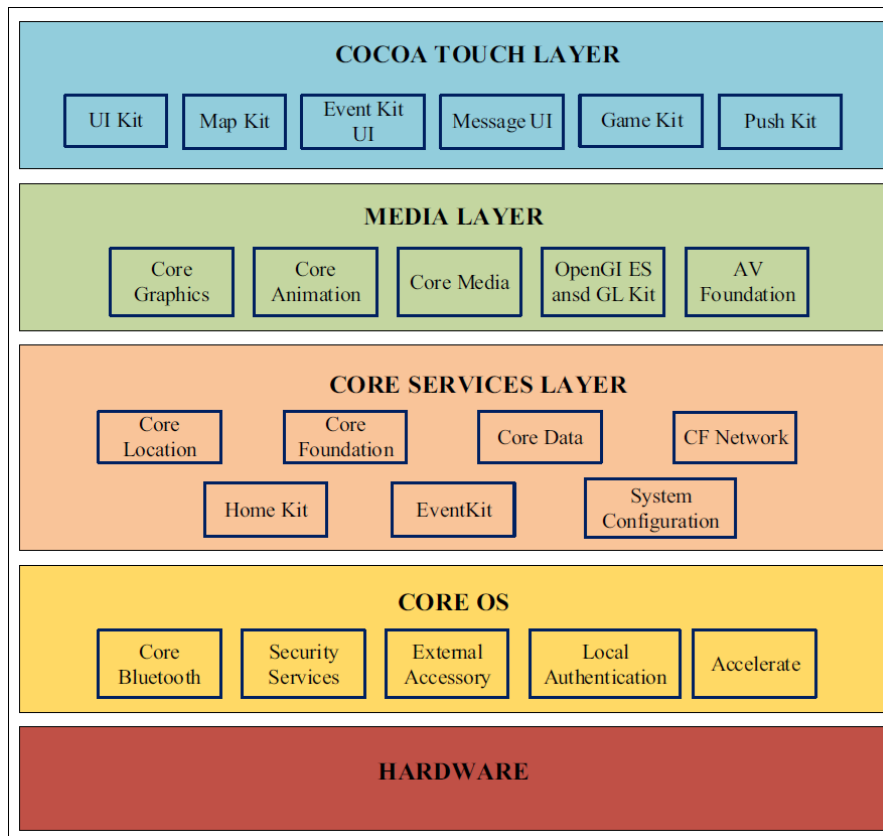 COCOA TOUCH LAYER
UI Kit
Map Kit
Event Kit
UI
Message UI
Game Kit
Push Kit
MEDIA LAYER
Core
Graphics
Core
Animation
Core Media
OpenGI ES
ansd GL Kit
AV
Foundation
CORE SERVICES LAYER
Core
Location
Core
Foundation
Core Data
CF Network
Home Kit
EventKit
System
Configuration
CORE OS
Core
Bluetooth
Security
Services
External
Accessory
Local
Authentication
Accelerate
HARDWARE